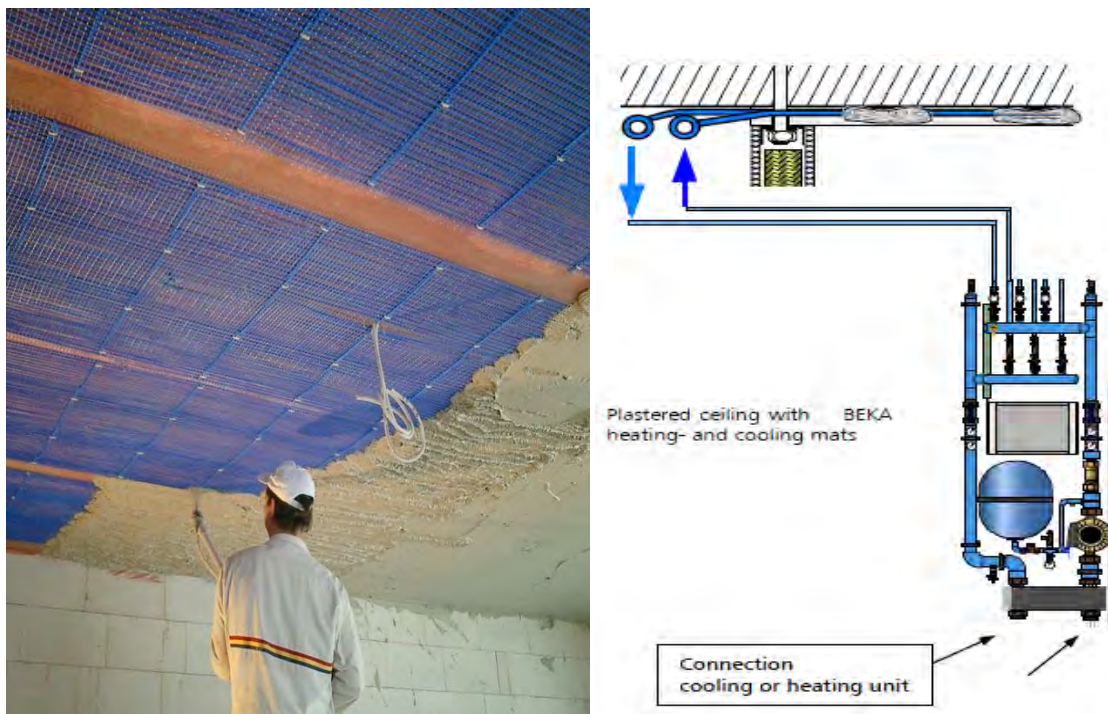 Plastered ceiling with BEKA
heating- and cooling mats
Connection
cooling or heating unit